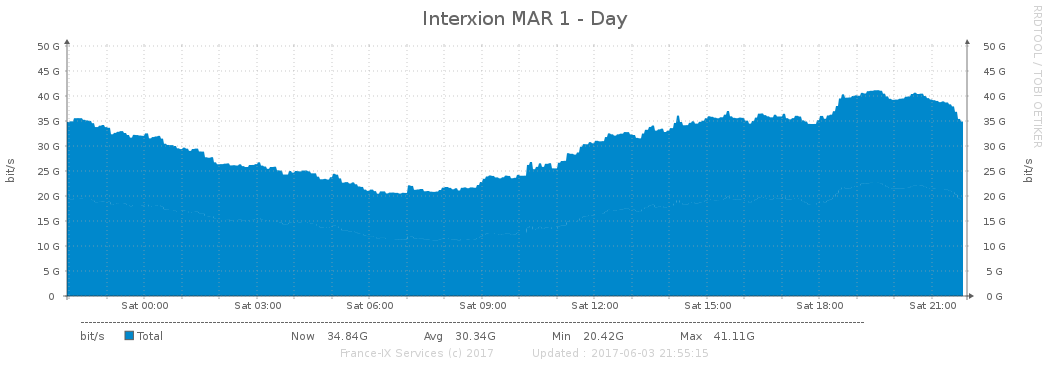 Interxion MAR 1 - Day
RRDTOOL / TOBI OETIKER
bit/s
50 G 50 G
45 G 45 G
40 G 40 G
35 G 35 G
30 G 30 G
25 G 25 G
20 G 20 G
15 G 15 G
10 G 10 G
5 G 5 G
0 0 G
bit/s
Sat 00:00 Sat 03:00 Sat 06:00 Sat 09:00 Sat 12:00 Sat 15:00 Sat 18:00 Sat 21:00
bit/s Total Now 34.84G Avg 30.34G Min 20.42G Max 41.11G
France-IX Services (c) 2017 Updated : 2017-06-03 21:55:15